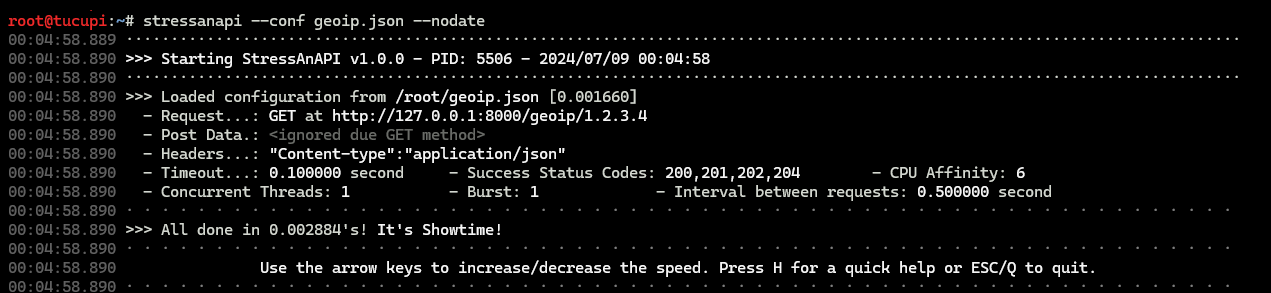 root@tucupi:~# stressanapi --conf geoip.json --nodate
00:04:58.889 ····························································································································
00:04:58.890 >>> Starting StressAnAPI v1.0.0 - PID: 5506 - 2024/07/09 00:04:58
00:04:58.890 ····························································································································
00:04:58.890 >>> Loaded configuration from /root/geoip.json [0.001660]
00:04:58.890   - Request...: GET at http://127.0.0.1:8000/geoip/1.2.3.4
00:04:58.890   - Post Data.: <ignored due GET method>
00:04:58.890   - Headers...: "Content-type":"application/json"
00:04:58.890   - Timeout...: 0.100000 second     - Success Status Codes: 200,201,202,204        - CPU Affinity: 6
00:04:58.890   - Concurrent Threads: 1           - Burst: 1             - Interval between requests: 0.500000 second
00:04:58.890 · · · · · · · · · · · · · · · · · · · · · · · · · · · · · · · · · · · · · · · · · · · · · · · · · · · · · · · · · · · · · ·
00:04:58.890 >>> All done in 0.002884's! It's Showtime!
00:04:58.890 · · · · · · · · · · · · · · · · · · · · · · · · · · · · · · · · · · · · · · · · · · · · · · · · · · · · · · · · · · · · · ·
00:04:58.890                Use the arrow keys to increase/decrease the speed. Press H for a quick help or ESC/Q to quit.
00:04:58.890 · · · · · · · · · · · · · · · · · · · · · · · · · · · · · · · · · · · · · · · · · · · · · · · · · · · · · · · · · · · · · ·